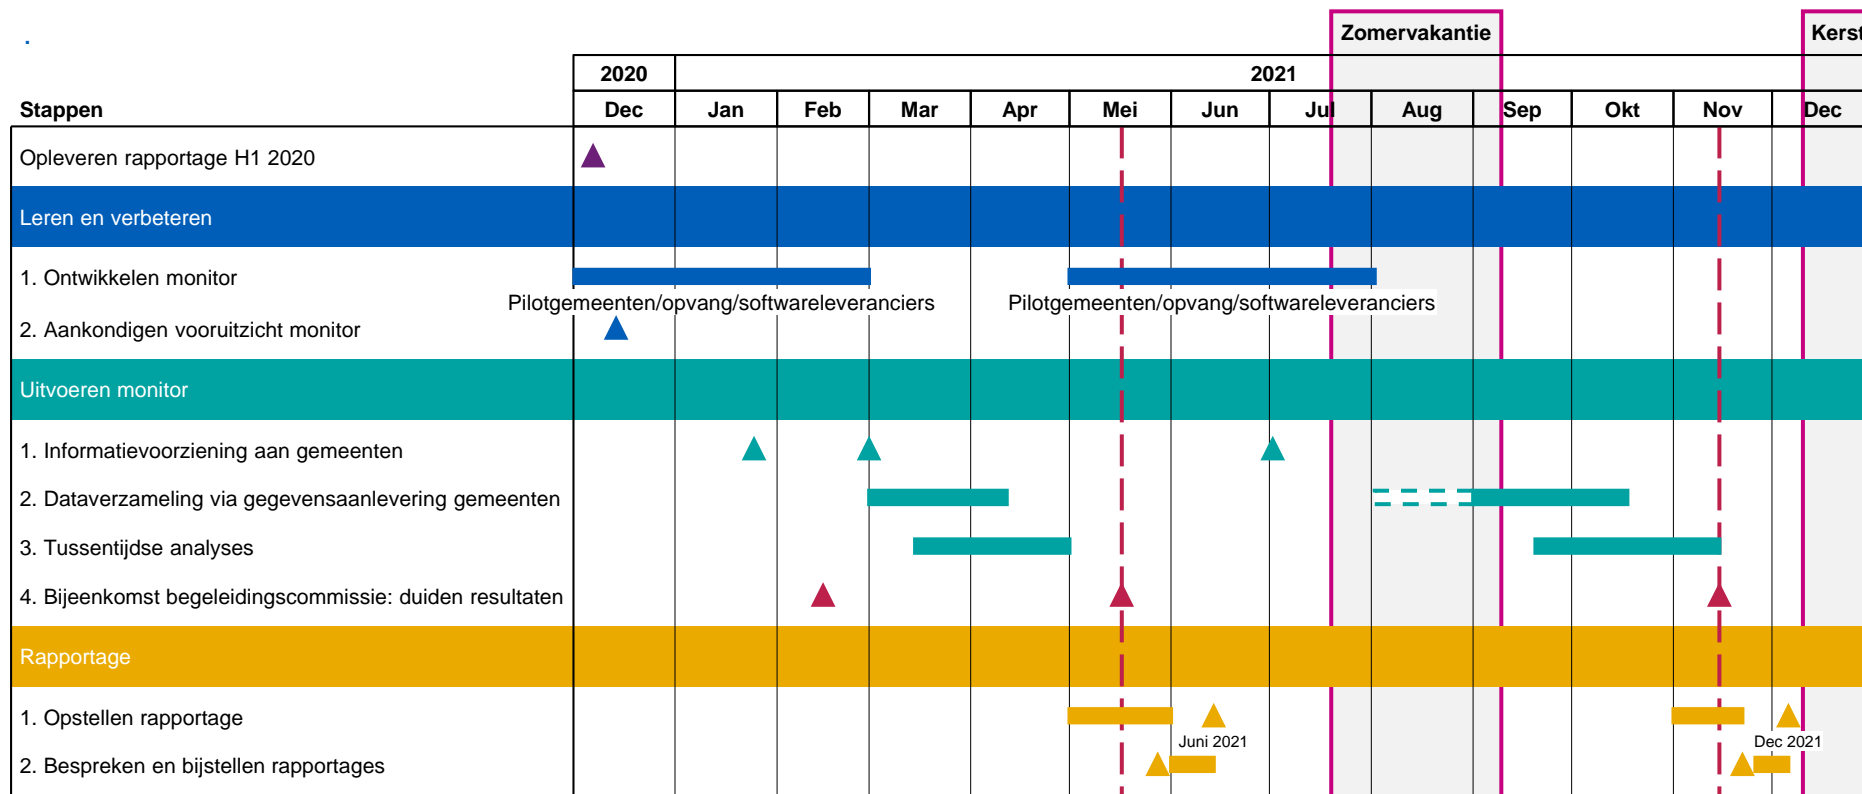 .
Zomervakantie
Kerst
2020
2021
Stappen
Dec
Jan
Feb
Mar
Apr
Mei
Jun
Jul
Aug
Sep
Okt
Nov
Dec
Opleveren rapportage H1 2020
Leren en verbeteren
1. Ontwikkelen monitor
Pilotgemeenten/opvang/softwareleveranciers
Pilotgemeenten/opvang/softwareleveranciers
2. Aankondigen vooruitzicht monitor
Uitvoeren monitor
1. Informatievoorziening aan gemeenten
2. Dataverzameling via gegevensaanlevering gemeenten
3. Tussentijdse analyses
4. Bijeenkomst begeleidingscommissie: duiden resultaten
Rapportage
1. Opstellen rapportage
Juni 2021
Dec 2021
2. Bespreken en bijstellen rapportages